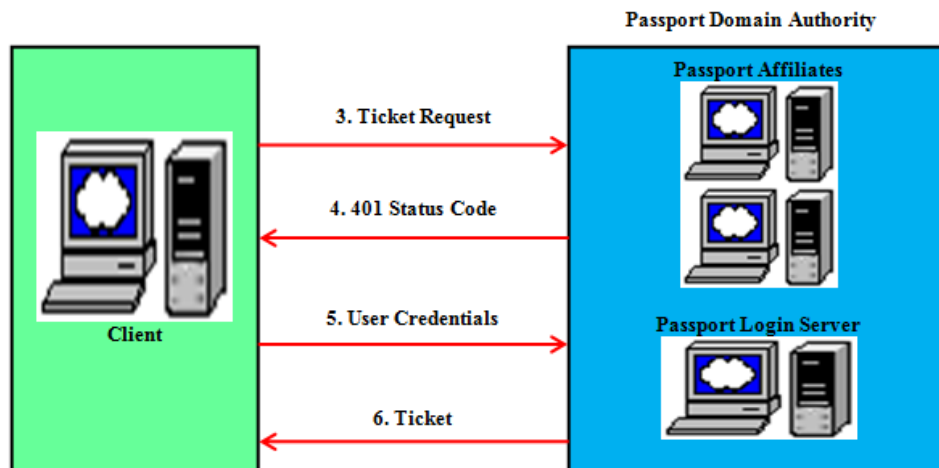 Passport Domain Authority
Passport Affiliates
3. Ticket Request
4. 401 Status Code
5. User Credentials
Passport Login Server
Client
6. Ticket